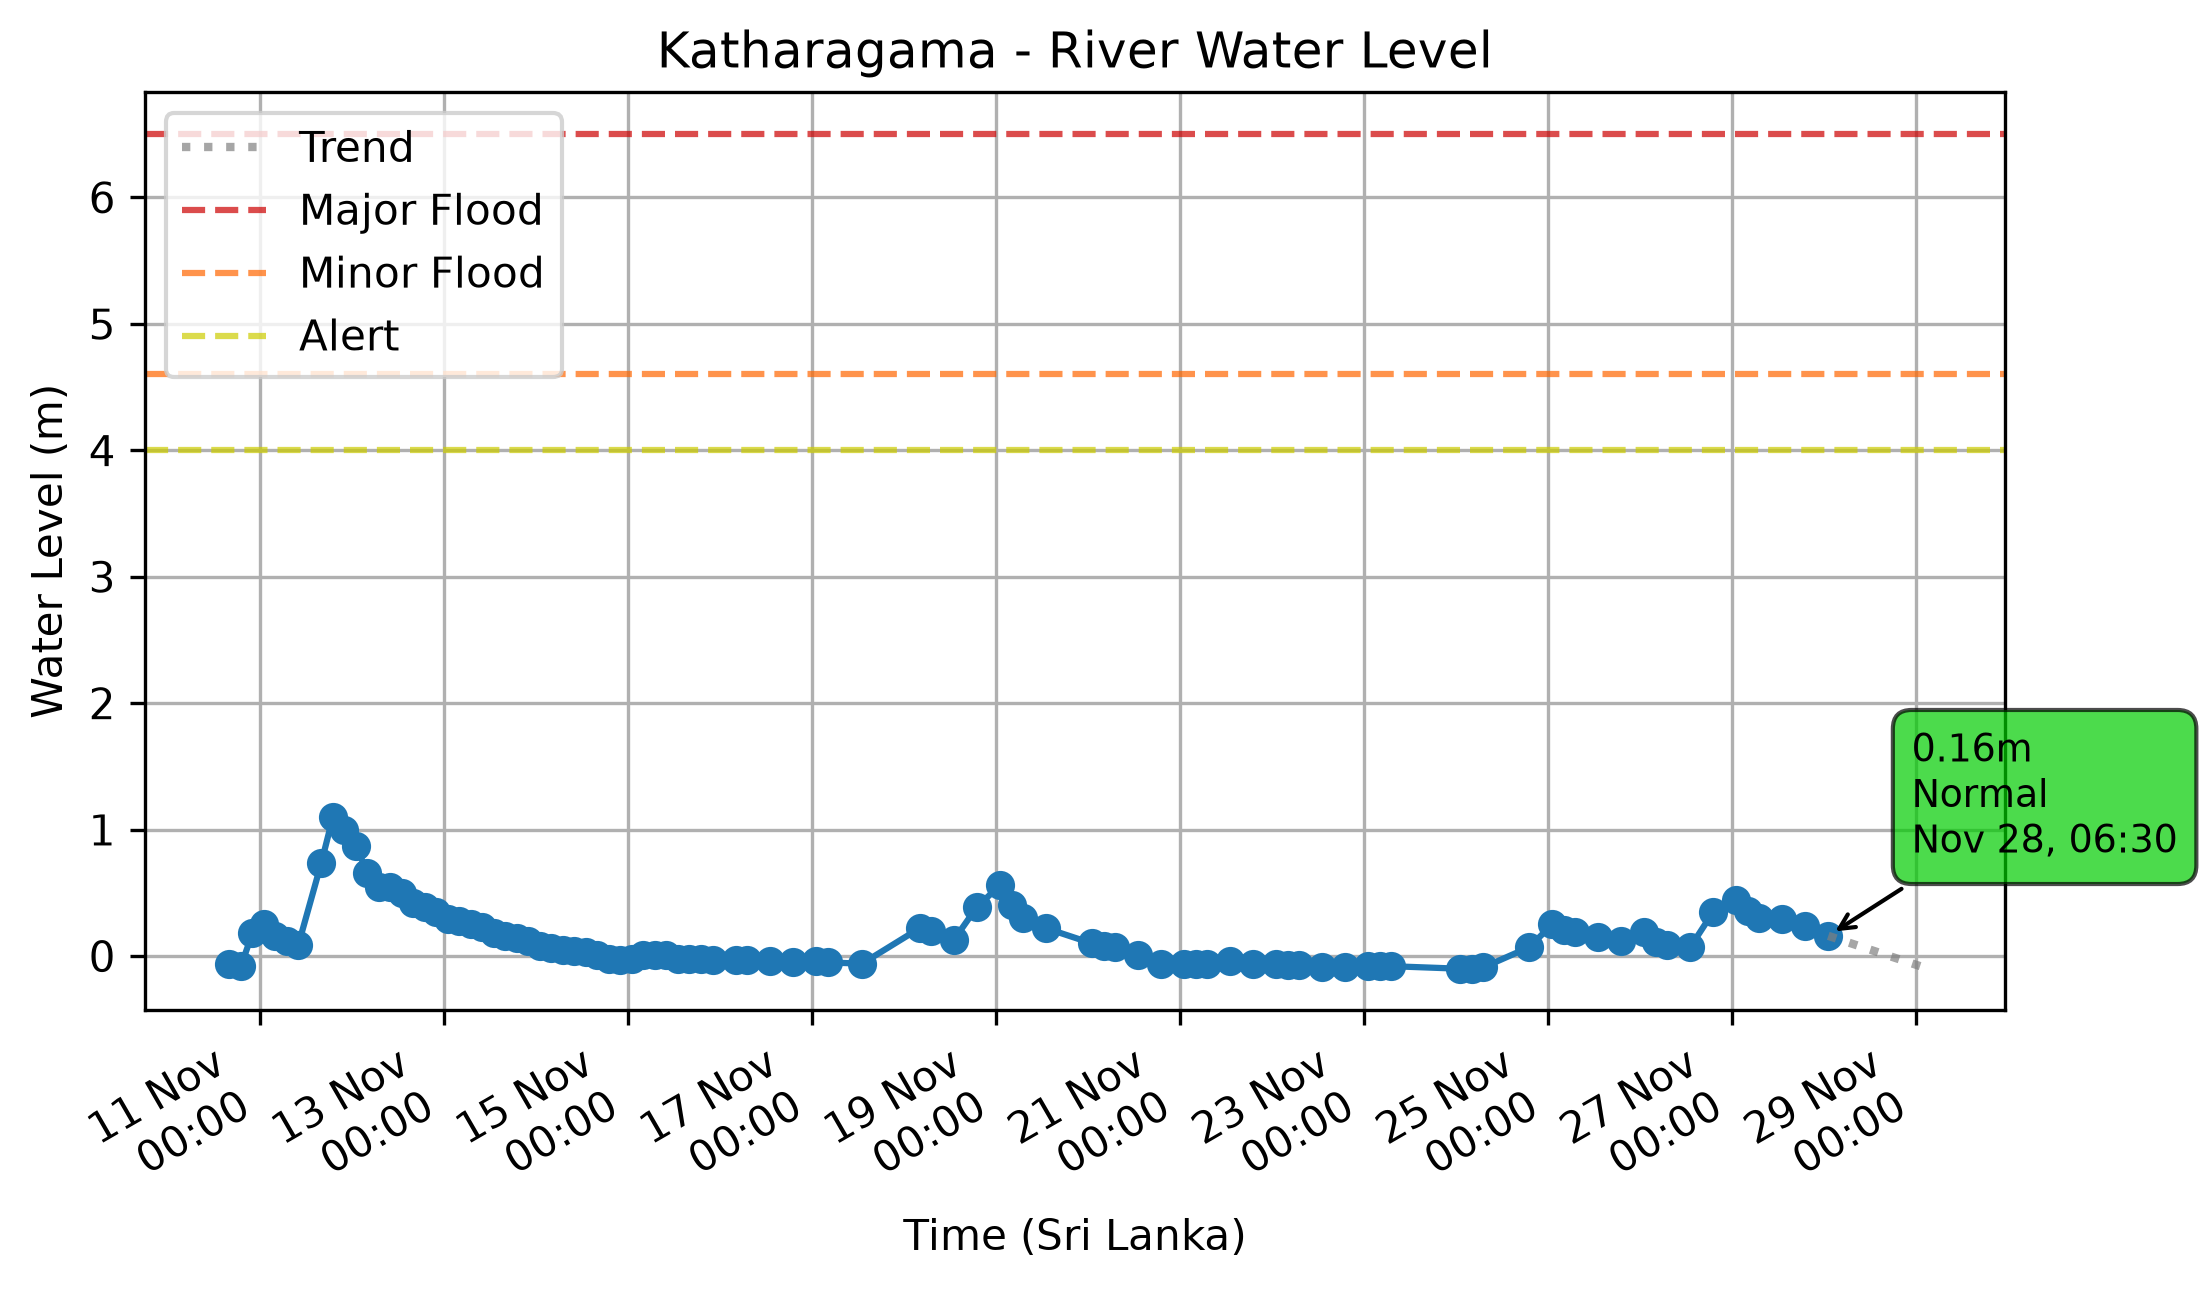 Katharagama - River Water Level
Trend
Major Flood
Minor Flood
Alert
6
5
4
3
2
1
0
Water Level (m)
0.16m
Normal
Nov 28, 06:30
11 Nov
00:00
13 Nov
00:00
15 Nov
00:00
17 Nov
00:00
19 Nov
00:00
21 Nov
00:00
23 Nov
00:00
25 Nov
00:00
27 Nov
00:00
29 Nov
00:00
Time (Sri Lanka)